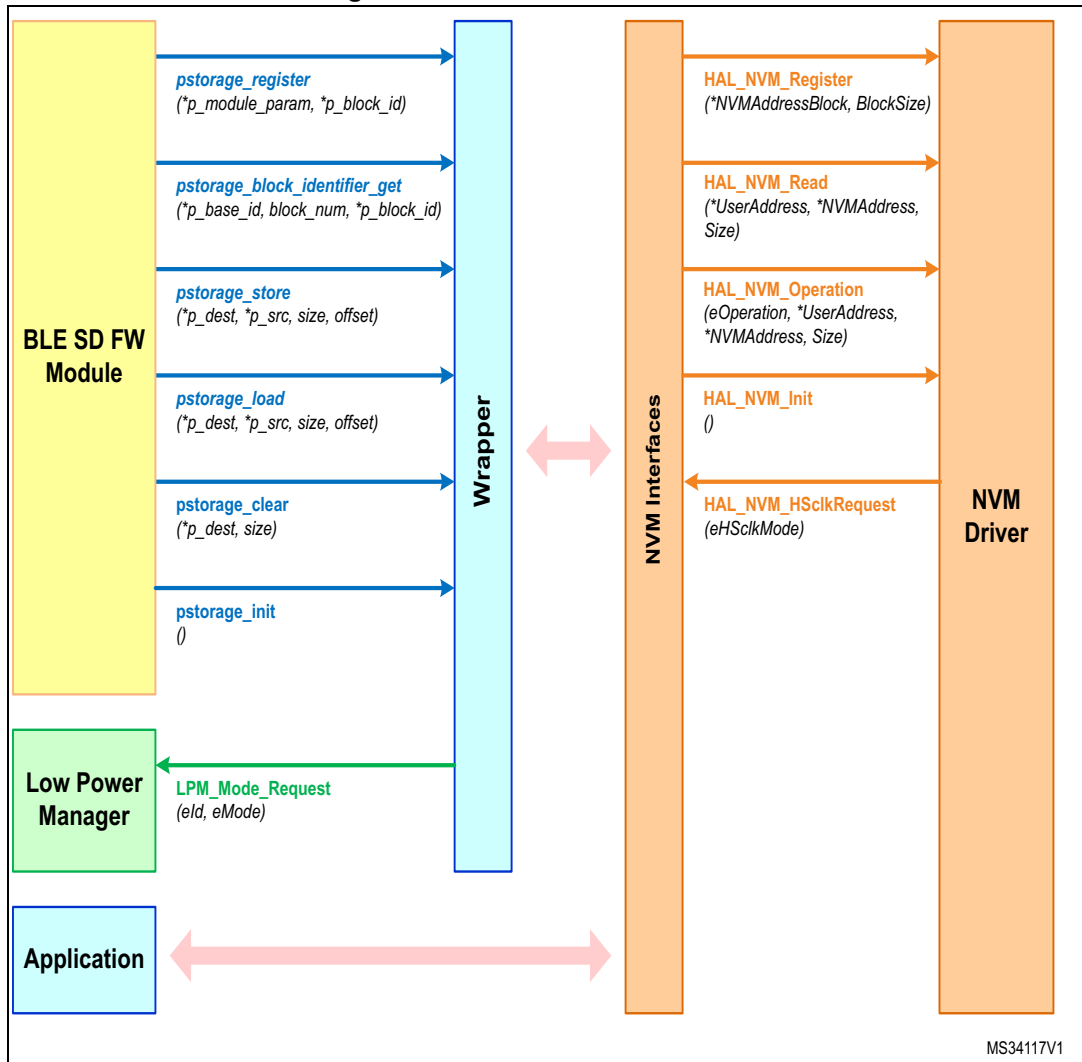 BLE SD FW
Module
pstorage_register
(*p_module_param, *p_block_id)
pstorage_block_identifier_get
(*p_base_id, block_num, *p_block_id)
pstorage_store
(*p_dest, *p_src, size, offset)
pstorage_load
(*p_dest, *p_src, size, offset)
pstorage_clear
(*p_dest, size)
pstorage_init
()
Low Power
Manager
LPM_Mode_Request
(eId, eMode)
Application
Wrapper
NVM Interfaces
HAL_NVM_Register
(*NVMAddressBlock, BlockSize)
HAL_NVM_Read
(*UserAddress, *NVMAddress,
Size)
HAL_NVM_Operation
(eOperation, *UserAddress,
*NVMAddress, Size)
HAL_NVM_Init
()
HAL_NVM_HSclkRequest
(eHSclkMode)
NVM
Driver
MS34117V1